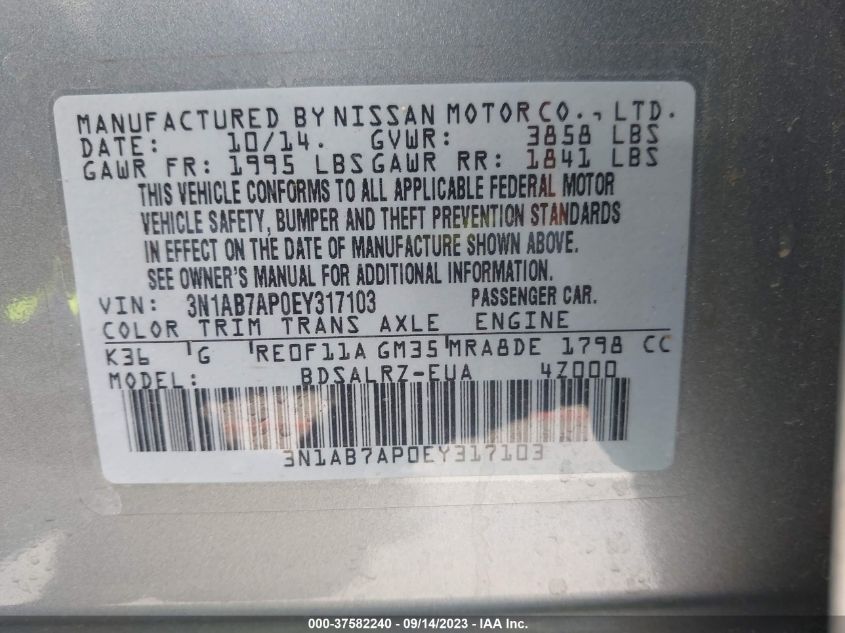 MANUFACTURED BY NISSAN MOTOR CO., LTD.
DATE: 10/14. GVWR: 3858 LBS
GAWR FR: 1995 LBS GAWR RR: 1841 LBS
THIS VEHICLE CONFORMS TO ALL APPLICABLE FEDERAL MOTOR
VEHICLE SAFETY, BUMPER AND THEFT PREVENTION STANDARDS
IN EFFECT ON THE DATE OF MANUFACTURE SHOWN ABOVE.
SEE OWNER'S MANUAL FOR ADDITIONAL INFORMATION.
VIN: 3N1AB7AP0EY317103 PASSENGER CAR.
COLOR TRIM TRANS AXLE ENGINE
K36 G RE0F11A GM35 MRA8DE 1798 CC
MODEL: BDSALRZ-EUA 4Z000
3N1AB7AP0EY317103
000-37582240 - 09/14/2023 - IAA Inc.